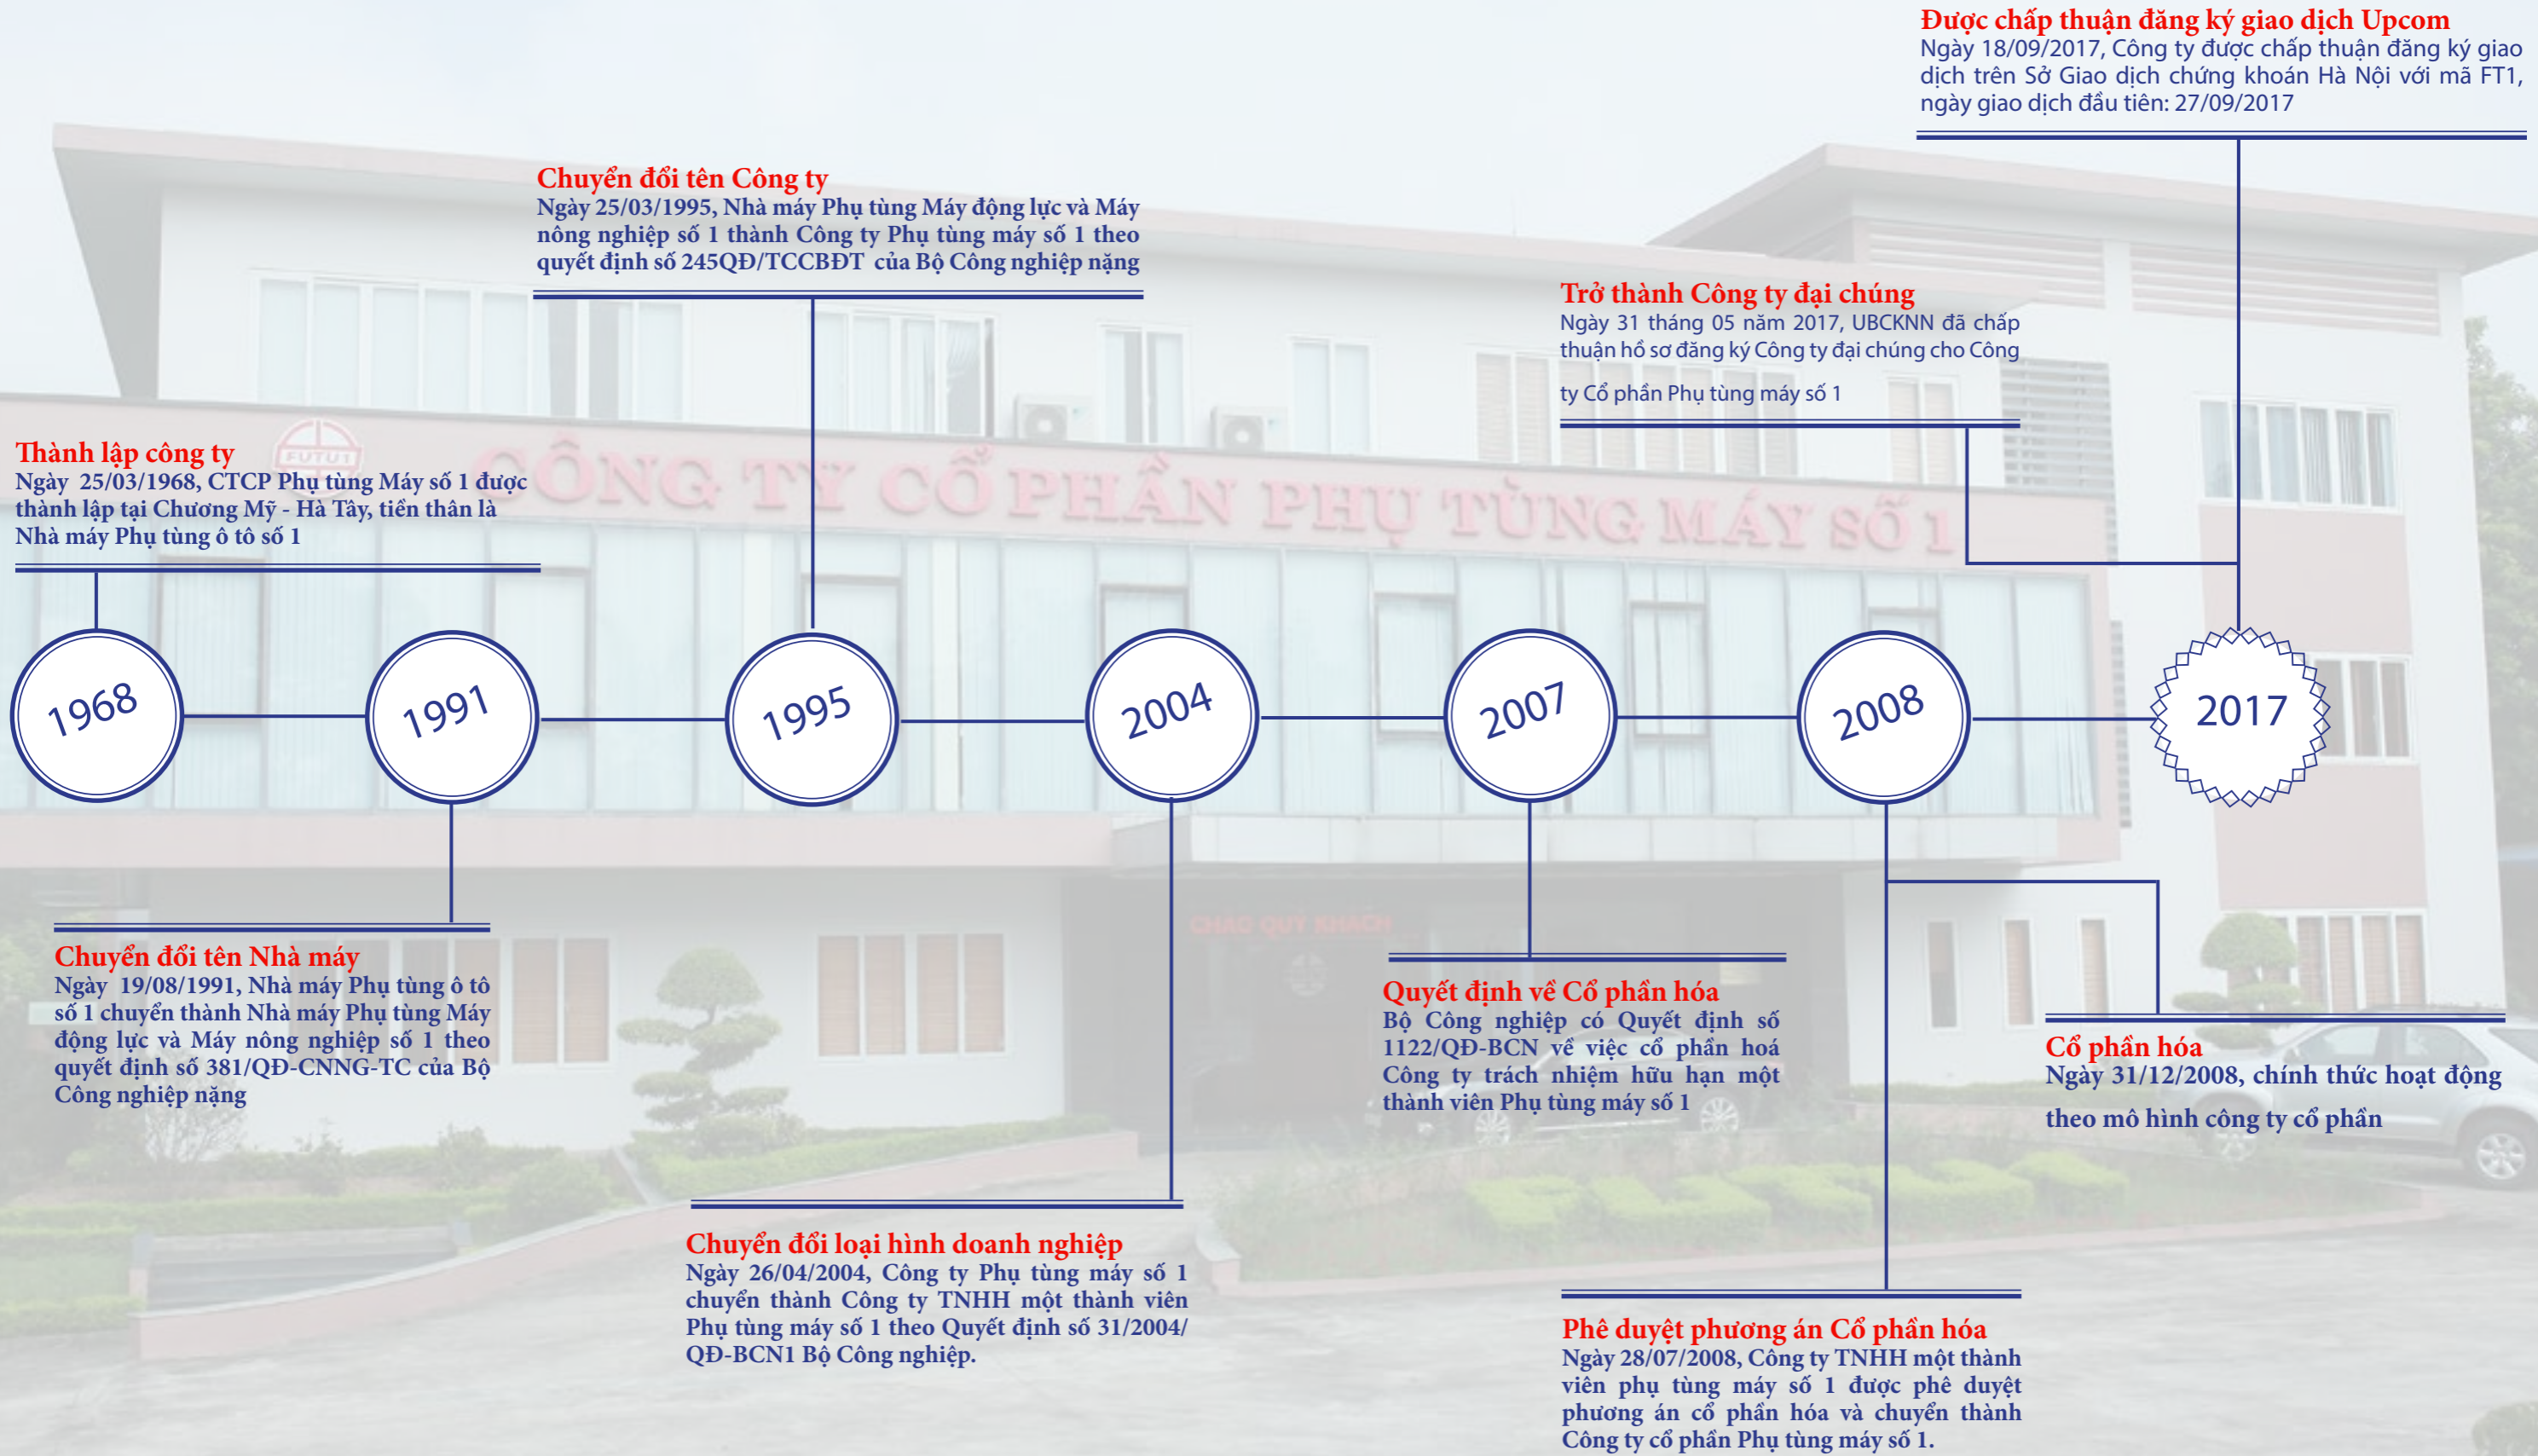 Được chấp thuận đăng ký giao dịch Upcom
Ngày 18/09/2017, Công ty được chấp thuận đăng ký giao
dịch trên Sở Giao dịch chứng khoán Hà Nội với mã FT1,
ngày giao dịch đầu tiên: 27/09/2017
Chuyển đổi tên Công ty
Ngày 25/03/1995, Nhà máy Phụ tùng Máy động lực và Máy
nông nghiệp số 1 thành Công ty Phụ tùng máy số 1 theo
quyết định số 245QĐ/TCCBĐT của Bộ Công nghiệp nặng
Trở thành Công ty đại chúng
Ngày 31 tháng 05 năm 2017, UBCKNN đã chấp
thuận hồ sơ đăng ký Công ty đại chúng cho Công
ty Cổ phần Phụ tùng máy số 1
Thành lập công ty
Ngày 25/03/1968, CTCP Phụ tùng Máy số 1 được
thành lập tại Chương Mỹ - Hà Tây, tiền thân là
Nhà máy Phụ tùng ô tô số 1
FUTU1
CÔNG TY CỔ PHẦN PHỤ TÙNG MÁY SỐ 1
1968
1991
1995
2004
2007
2008
2017
CHAO QUY KHACH
Chuyển đổi tên Nhà máy
Ngày 19/08/1991, Nhà máy Phụ tùng ô tô
số 1 chuyển thành Nhà máy Phụ tùng Máy
động lực và Máy nông nghiệp số 1 theo
quyết định số 381/QĐ-CNNG-TC của Bộ
Công nghiệp nặng
Quyết định về Cổ phần hóa
Bộ Công nghiệp có Quyết định số
1122/QĐ-BCN về việc cổ phần hoá
Công ty trách nhiệm hữu hạn một
thành viên Phụ tùng máy số 1
Cổ phần hóa
Ngày 31/12/2008, chính thức hoạt động
theo mô hình công ty cổ phần
FUTU1
Chuyển đổi loại hình doanh nghiệp
Ngày 26/04/2004, Công ty Phụ tùng máy số 1
chuyển thành Công ty TNHH một thành viên
Phụ tùng máy số 1 theo Quyết định số 31/2004/
QĐ-BCN1 Bộ Công nghiệp.
Phê duyệt phương án Cổ phần hóa
Ngày 28/07/2008, Công ty TNHH một thành
viên phụ tùng máy số 1 được phê duyệt
phương án cổ phần hóa và chuyển thành
Công ty cổ phần Phụ tùng máy số 1.